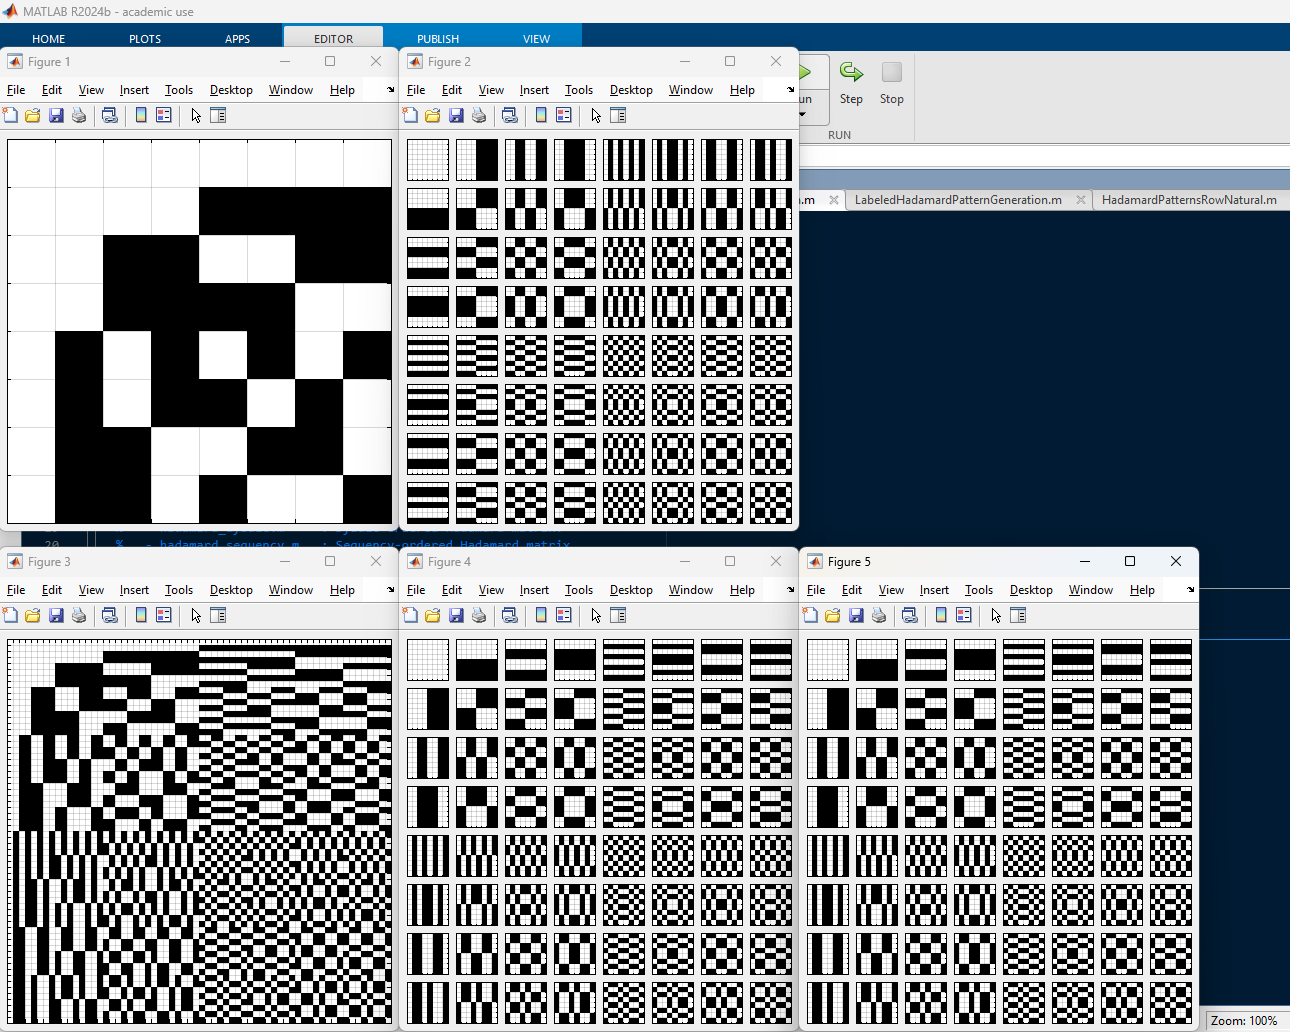 MATLAB R2024b - academic use
HOME PLOTS APPS EDITOR PUBLISH VIEW
Figure 1
File Edit View Insert Tools Desktop Window Help
Figure 2
File Edit View Insert Tools Desktop Window Help
Step Stop
RUN
.m LabeledHadamardPatternGeneration.m HadamardPatternsRowNatural.m
20 % - hadamard_sequency.m : Sequency-ordered Hadamard matrix
Figure 3
File Edit View Insert Tools Desktop Window Help
Figure 4
File Edit View Insert Tools Desktop Window Help
Figure 5
File Edit View Insert Tools Desktop Window Help
Zoom: 100%